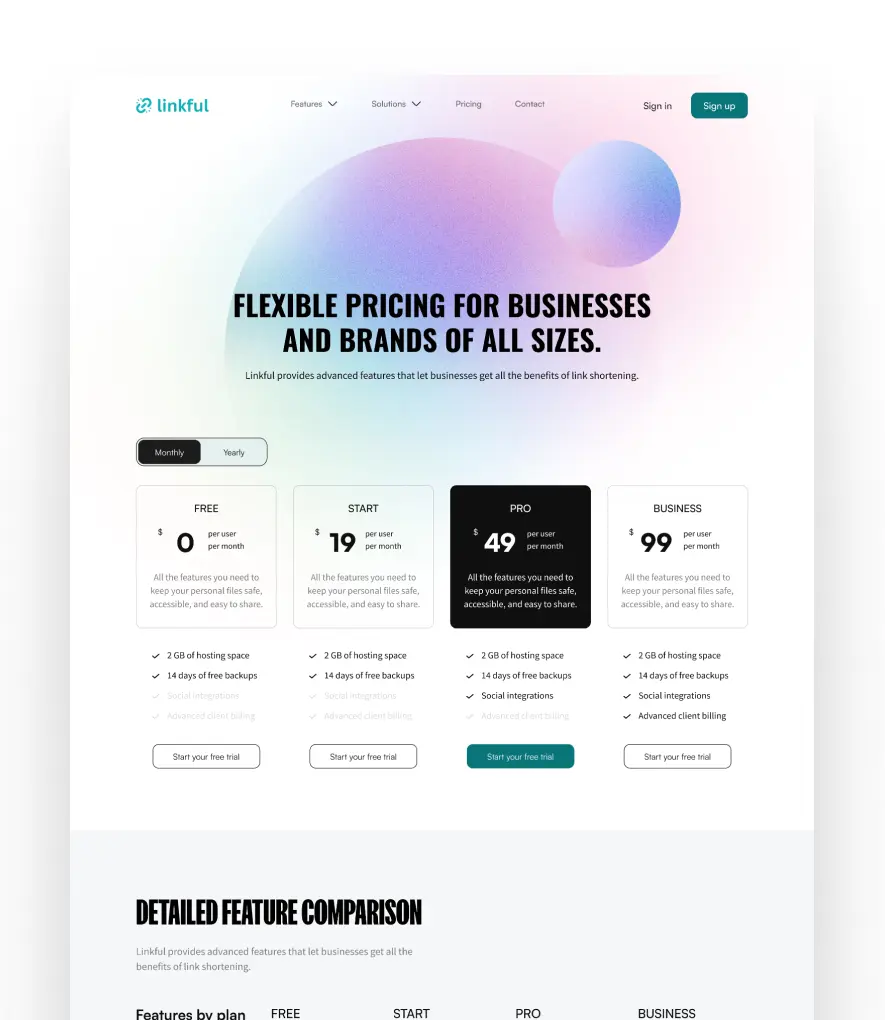 linkful
Features
Solutions
Pricing
Contact
Sign in
Sign up
FLEXIBLE PRICING FOR BUSINESSES
AND BRANDS OF ALL SIZES.
Linkful provides advanced features that let businesses get all the benefits of link shortening.
Monthly
Yearly
FREE
$ 0 per user
per month
All the features you need to
keep your personal files safe,
accessible, and easy to share.
2 GB of hosting space
14 days of free backups
Social integrations
Advanced client billing
Start your free trial
START
$ 19 per user
per month
All the features you need to
keep your personal files safe,
accessible, and easy to share.
2 GB of hosting space
14 days of free backups
Social integrations
Advanced client billing
Start your free trial
PRO
$ 49 per user
per month
All the features you need to
keep your personal files safe,
accessible, and easy to share.
2 GB of hosting space
14 days of free backups
Social integrations
Advanced client billing
Start your free trial
BUSINESS
$ 99 per user
per month
All the features you need to
keep your personal files safe,
accessible, and easy to share.
2 GB of hosting space
14 days of free backups
Social integrations
Advanced client billing
Start your free trial
DETAILED FEATURE COMPARISON
Linkful provides advanced features that let businesses get all the
benefits of link shortening.
Features by plan
FREE
START
PRO
BUSINESS